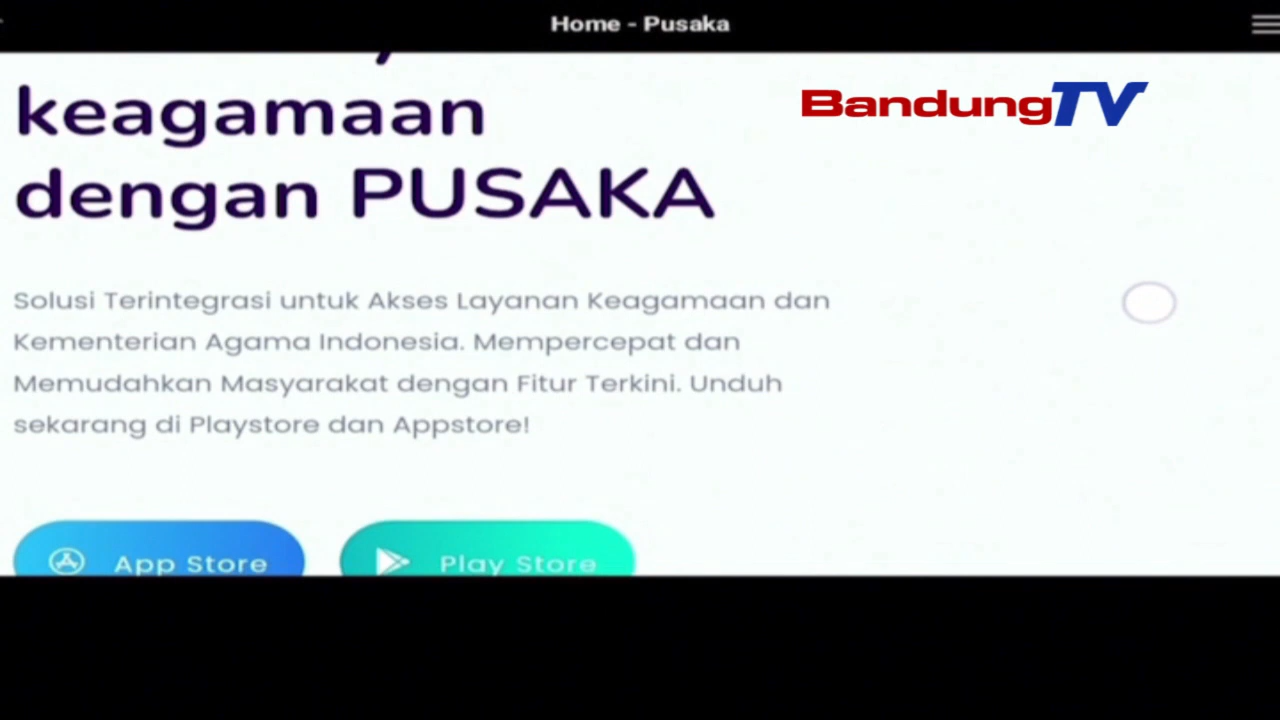 Home - Pusaka
BandungTV
keagamaan
dengan PUSAKA
Solusi Terintegrasi untuk Akses Layanan Keagamaan dan
Kementerian Agama Indonesia. Mempercepat dan
Memudahkan Masyarakat dengan Fitur Terkini. Unduh
sekarang di Playstore dan Appstore!
App Store
Play Store